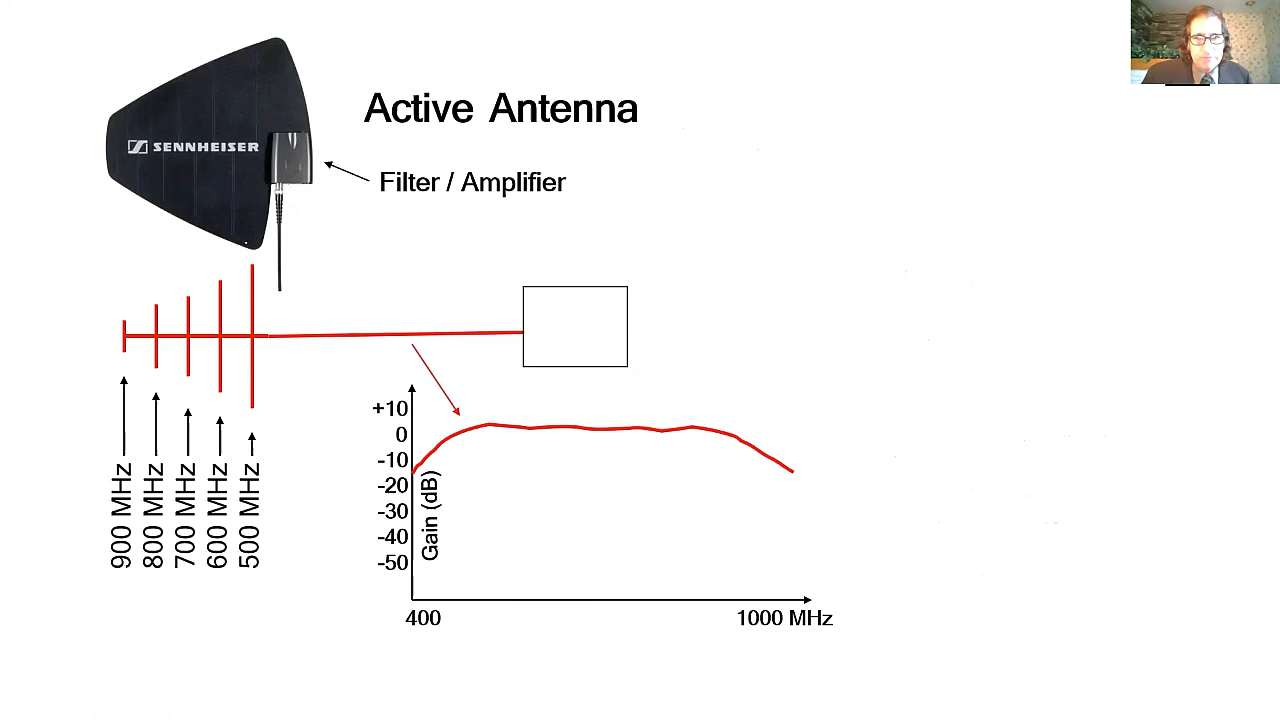 Active Antenna
SENNHEISER
Filter / Amplifier
+10
0
-10
-20
-30
-40
-50
Gain (dB)
400
1000 MHz
900 MHz
800 MHz
700 MHz
600 MHz
500 MHz